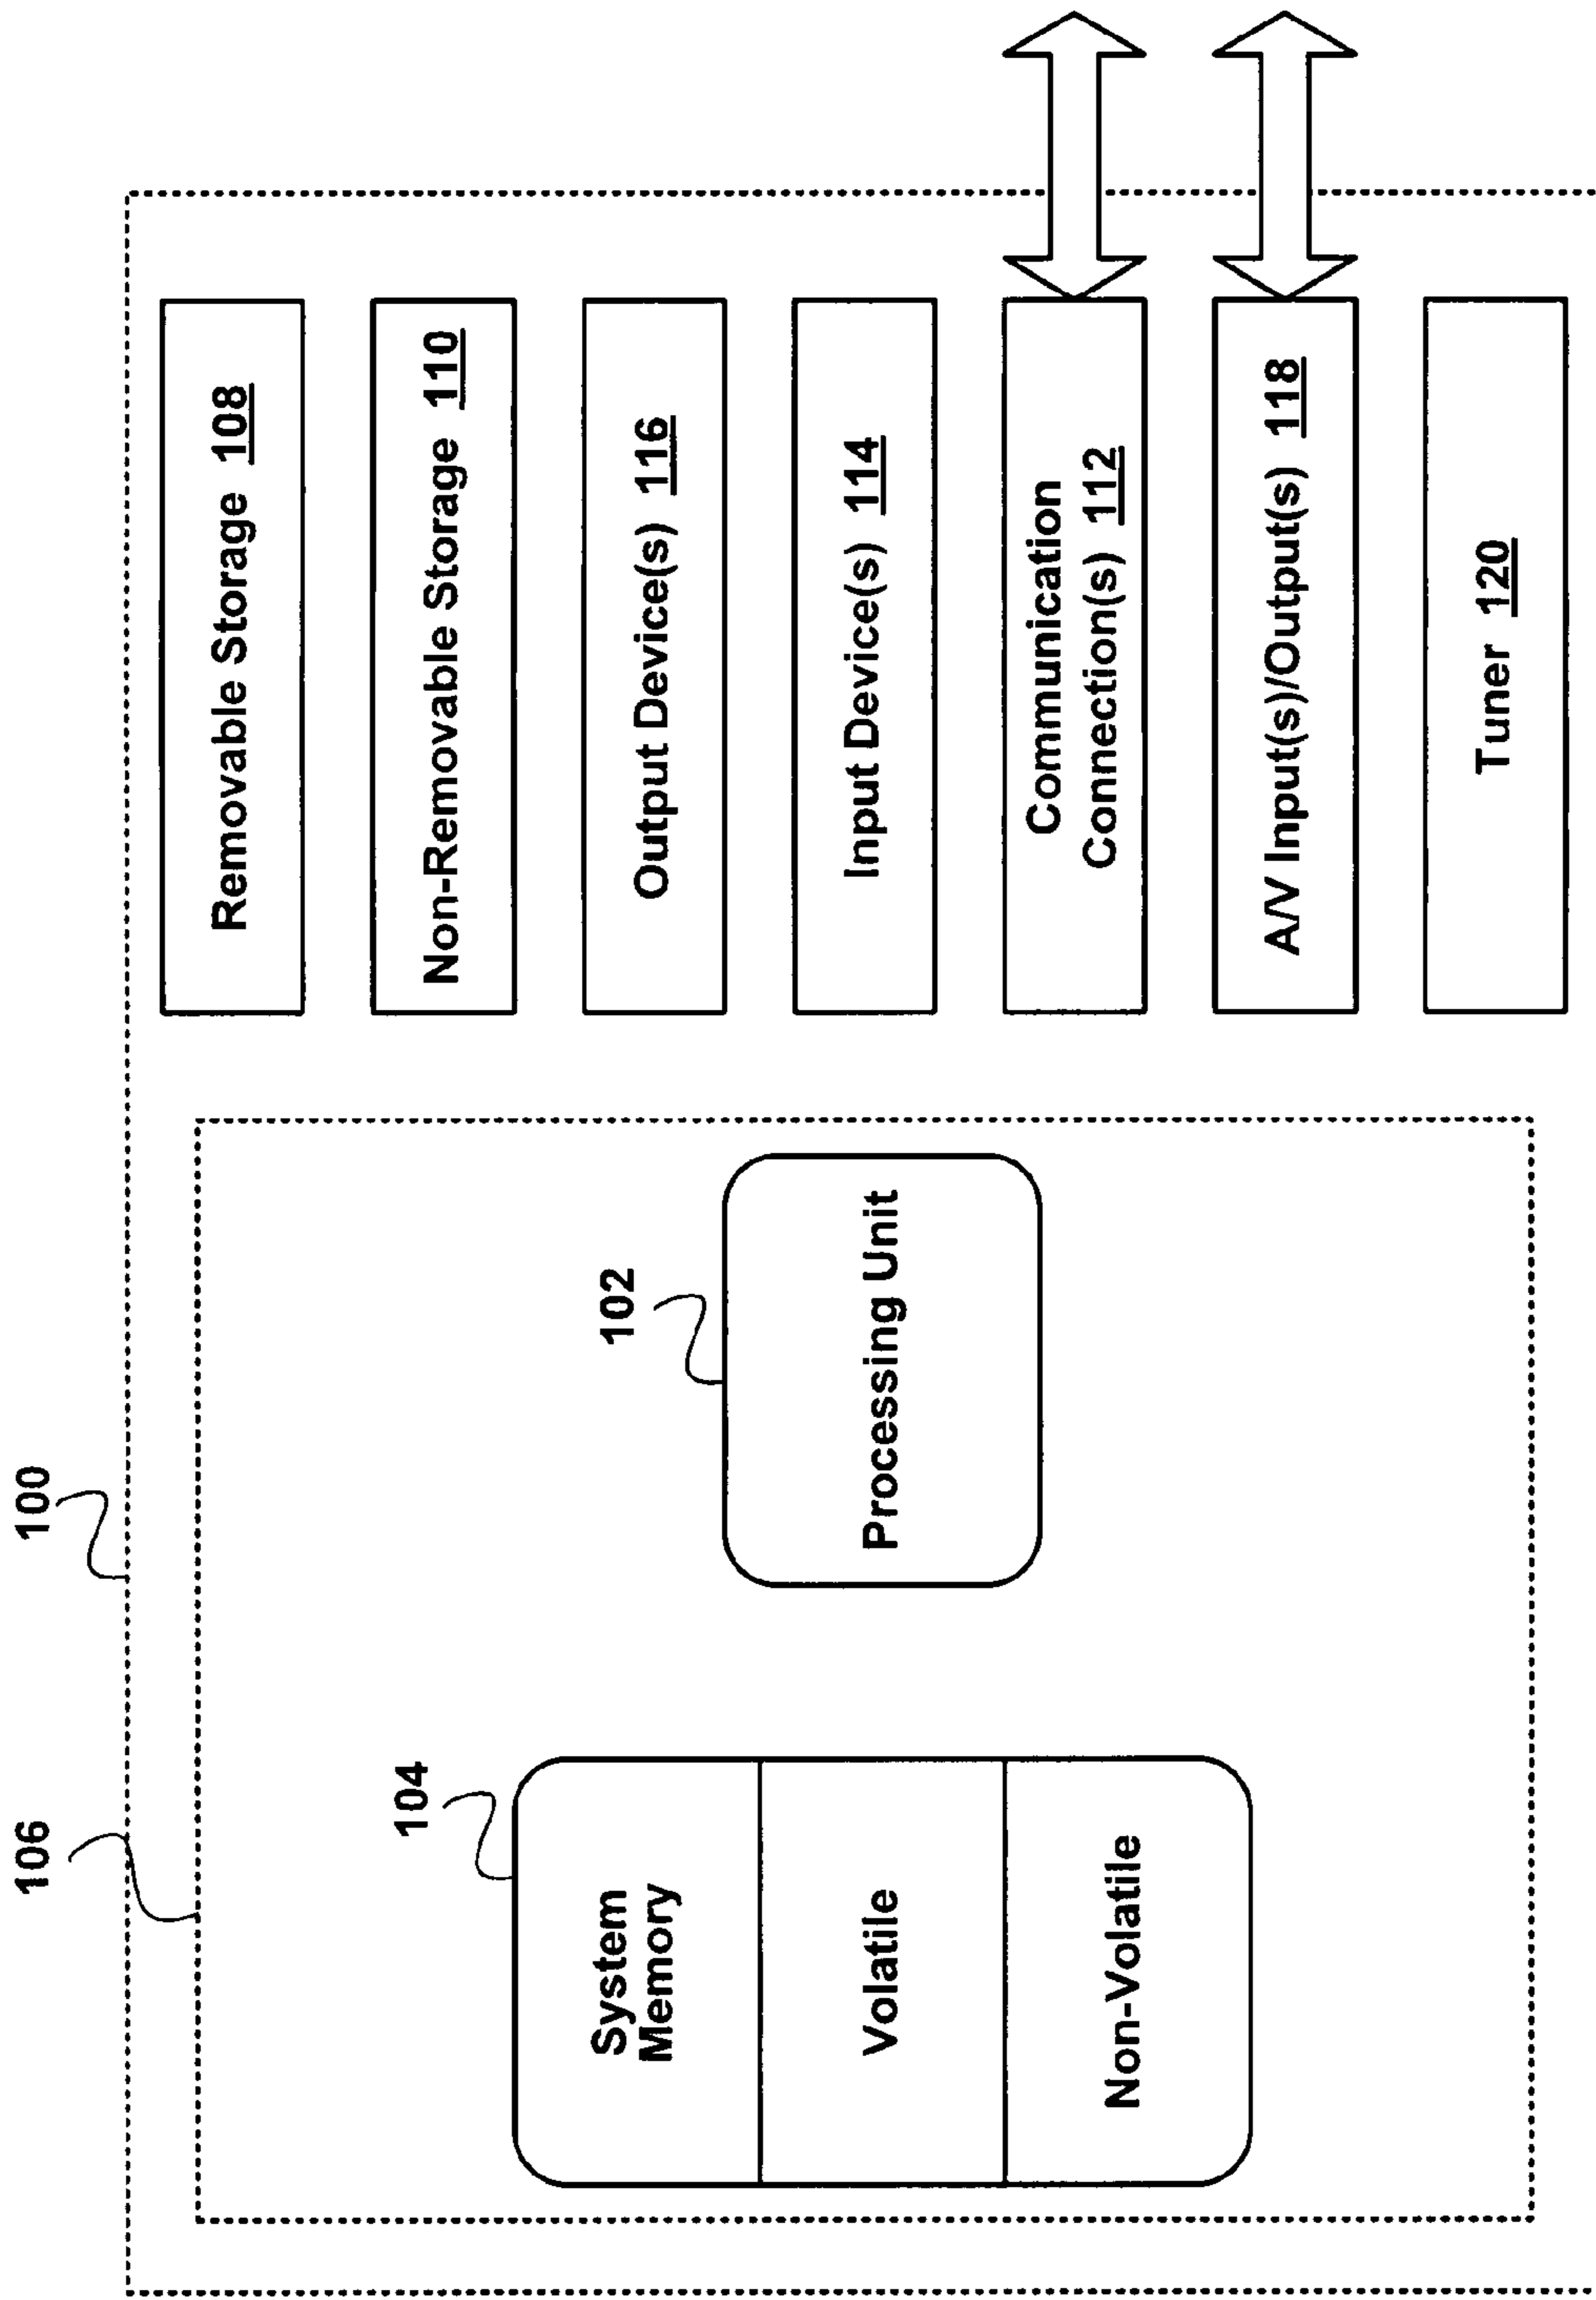 100
106
104
System
Memory
Volatile
Non-Volatile
102
Processing Unit
Removable Storage 108
Non-Removable Storage 110
Output Device(s) 116
Input Device(s) 114
Communication
Connection(s) 112
A/V Input(s)/Output(s) 118
Tuner 120